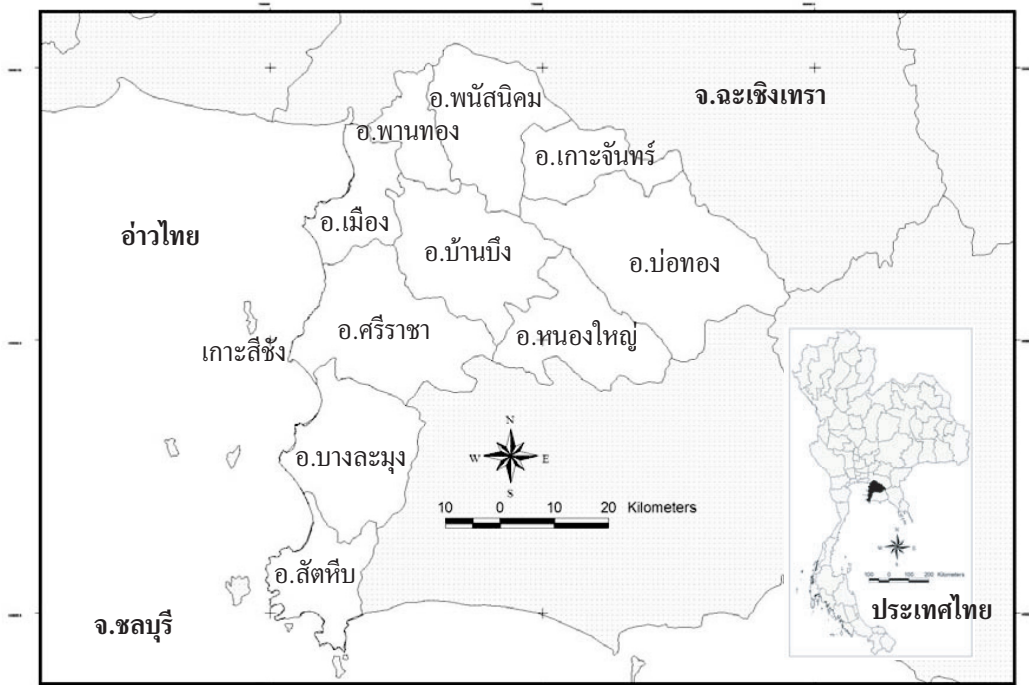 อ.พนัสนิคม
จ.ฉะเชิงเทรา
อ.พานทอง
อ.เกาะจันทร์
อ.เมือง
อ่าวไทย
อ.บ้านบึง
อ.บ่อทอง
อ.ศรีราชา
อ.หนองใหญ่
เกาะสีชัง
N
W E
S
อ.บางละมุง
10 0 10 20 Kilometers
อ.สัตหีบ
จ.ชลบุรี
100 0 100 200 Kilometers
ประเทศไทย